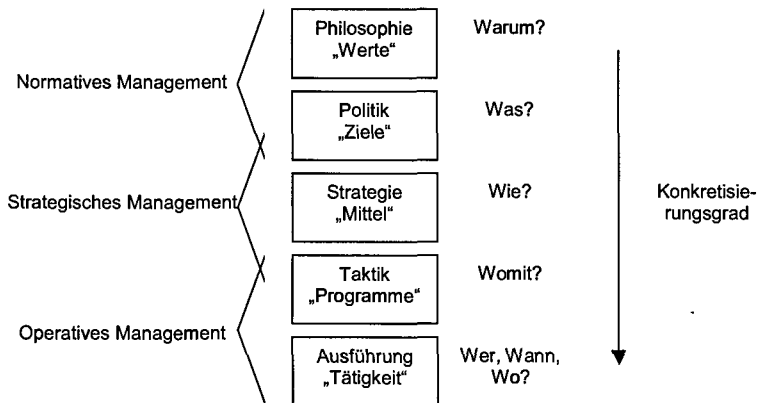 Philosophie
„Werte“
Warum?
Normatives Management
Politik
„Ziele“
Was?
Strategisches Management
Strategie
„Mittel“
Wie?
Konkretisie-
rungsgrad
Taktik
„Programme“
Womit?
Operatives Management
Ausführung
„Tätigkeit“
Wer, Wann,
Wo?